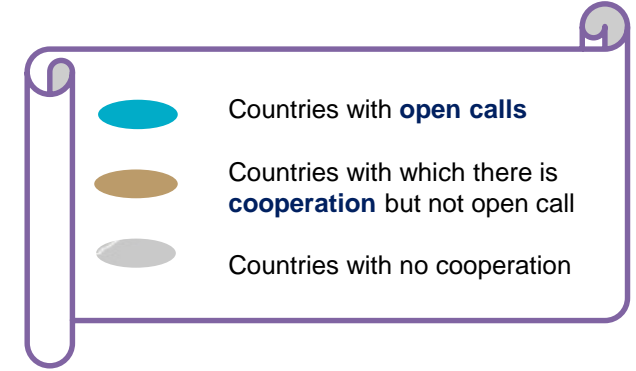 Countries with open calls
Countries with which there is
cooperation but not open call
Countries with no cooperation